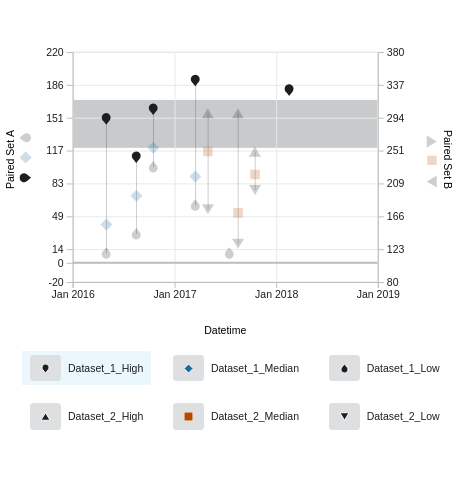 220
380
186
337
151
294
117
251
83
209
49
166
14
123
0
-20
80
Paired Set A
Paired Set B
Jan 2016
Jan 2017
Jan 2018
Jan 2019
Datetime
Dataset_1_High
Dataset_1_Median
Dataset_1_Low
Dataset_2_High
Dataset_2_Median
Dataset_2_Low